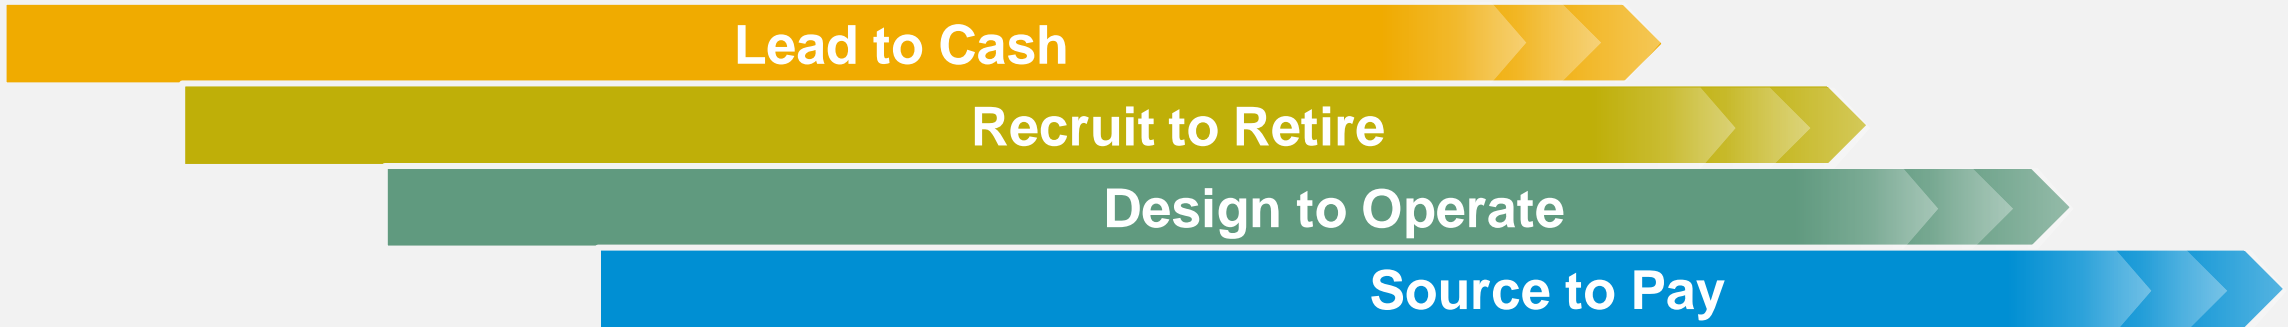 Lead to Cash
Recruit to Retire
Design to Operate
Source to Pay